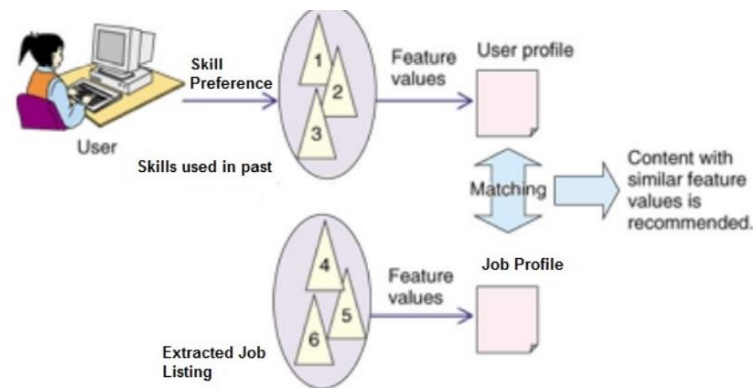 Skill
Preference
User
Skills used in past
1
2
3
Feature
values
User profile
Matching
Content with
similar feature
values is
recommended.
4
5
6
Extracted Job
Listing
Feature
values
Job Profile